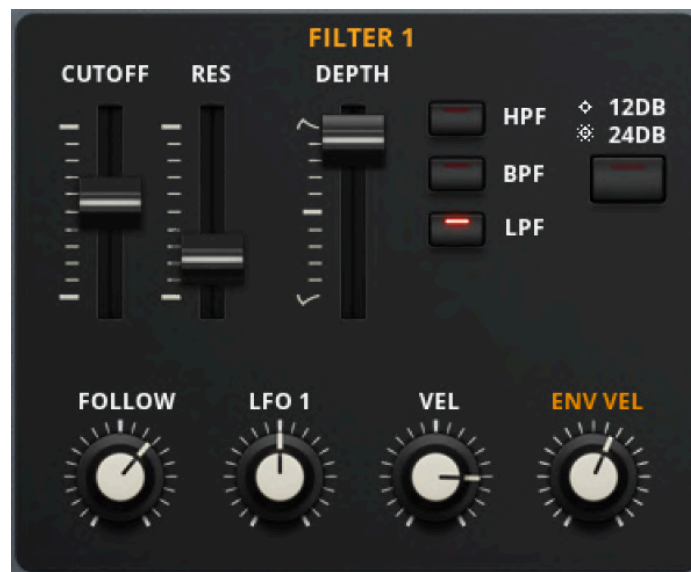 FILTER 1
CUTOFF RES DEPTH
HPF
12DB
24DB
BPF
LPF
FOLLOW LFO 1 VEL ENV VEL